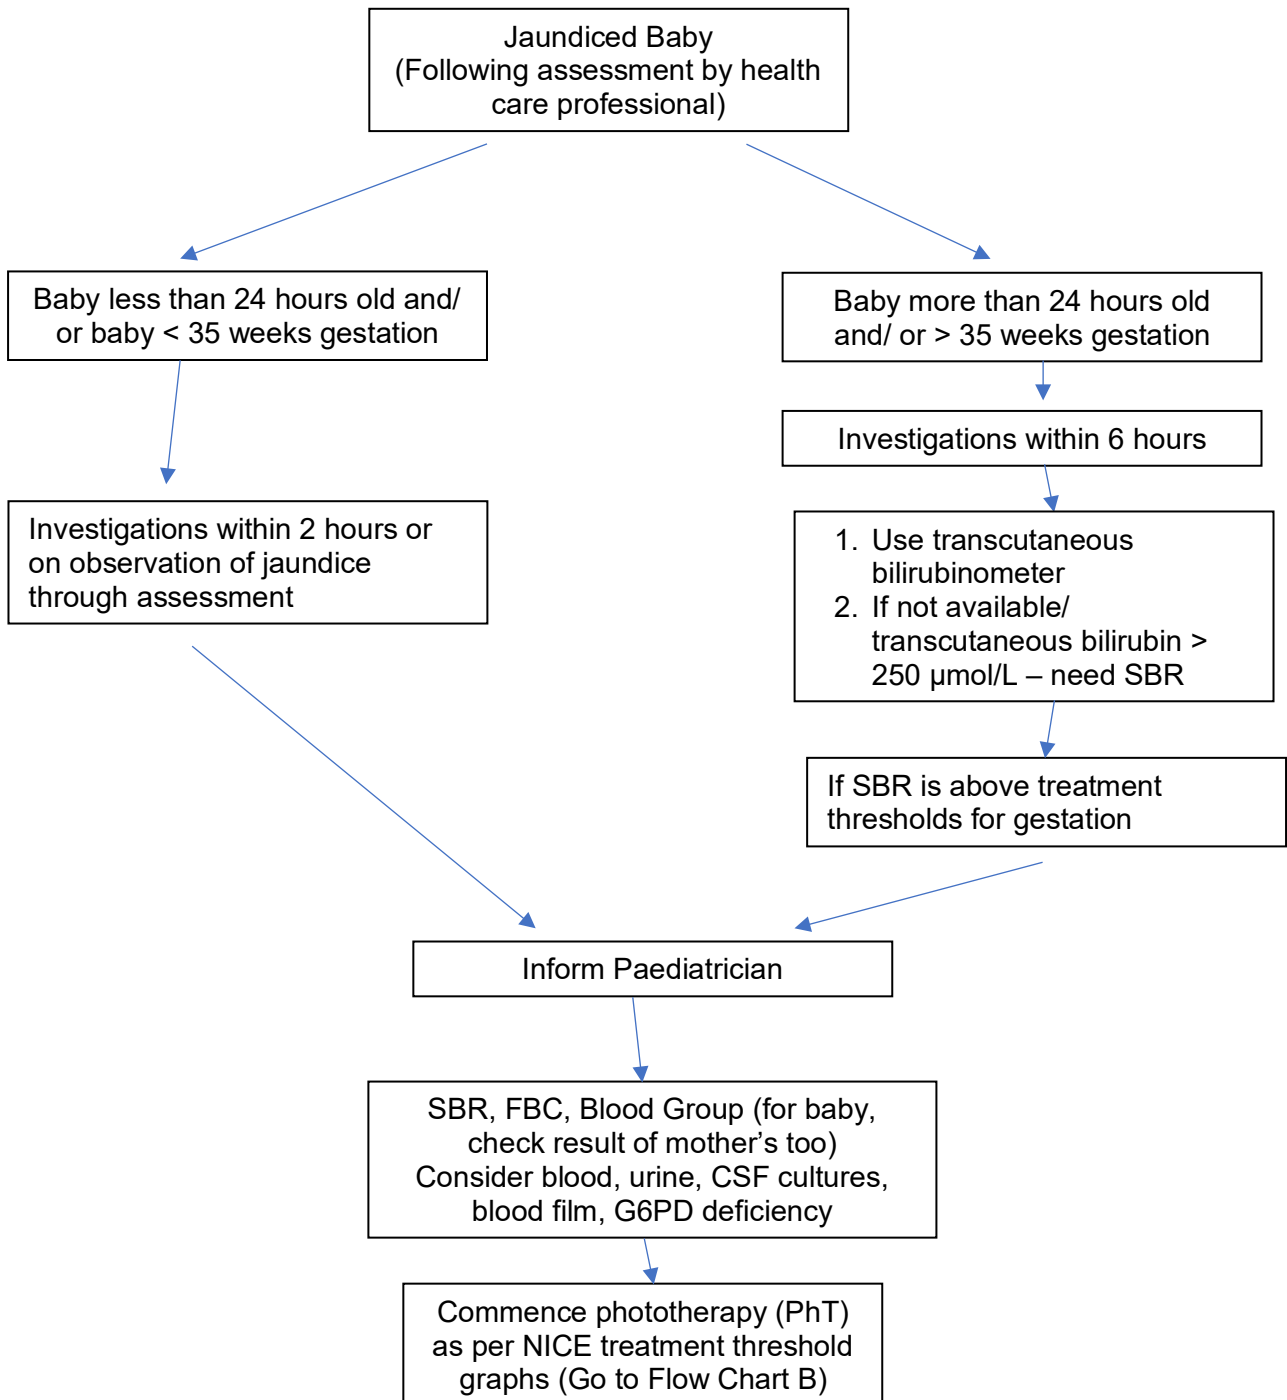 Jaundiced Baby
(Following assessment by health
care professional)
Baby less than 24 hours old and/
or baby < 35 weeks gestation
Baby more than 24 hours old
and/ or > 35 weeks gestation
Investigations within 6 hours
Investigations within 2 hours or
on observation of jaundice
through assessment
1. Use transcutaneous
bilirubinometer
2. If not available/
transcutaneous bilirubin >
250 μmol/L – need SBR
If SBR is above treatment
thresholds for gestation
Inform Paediatrician
SBR, FBC, Blood Group (for baby,
check result of mother’s too)
Consider blood, urine, CSF cultures,
blood film, G6PD deficiency
Commence phototherapy (PhT)
as per NICE treatment threshold
graphs (Go to Flow Chart B)